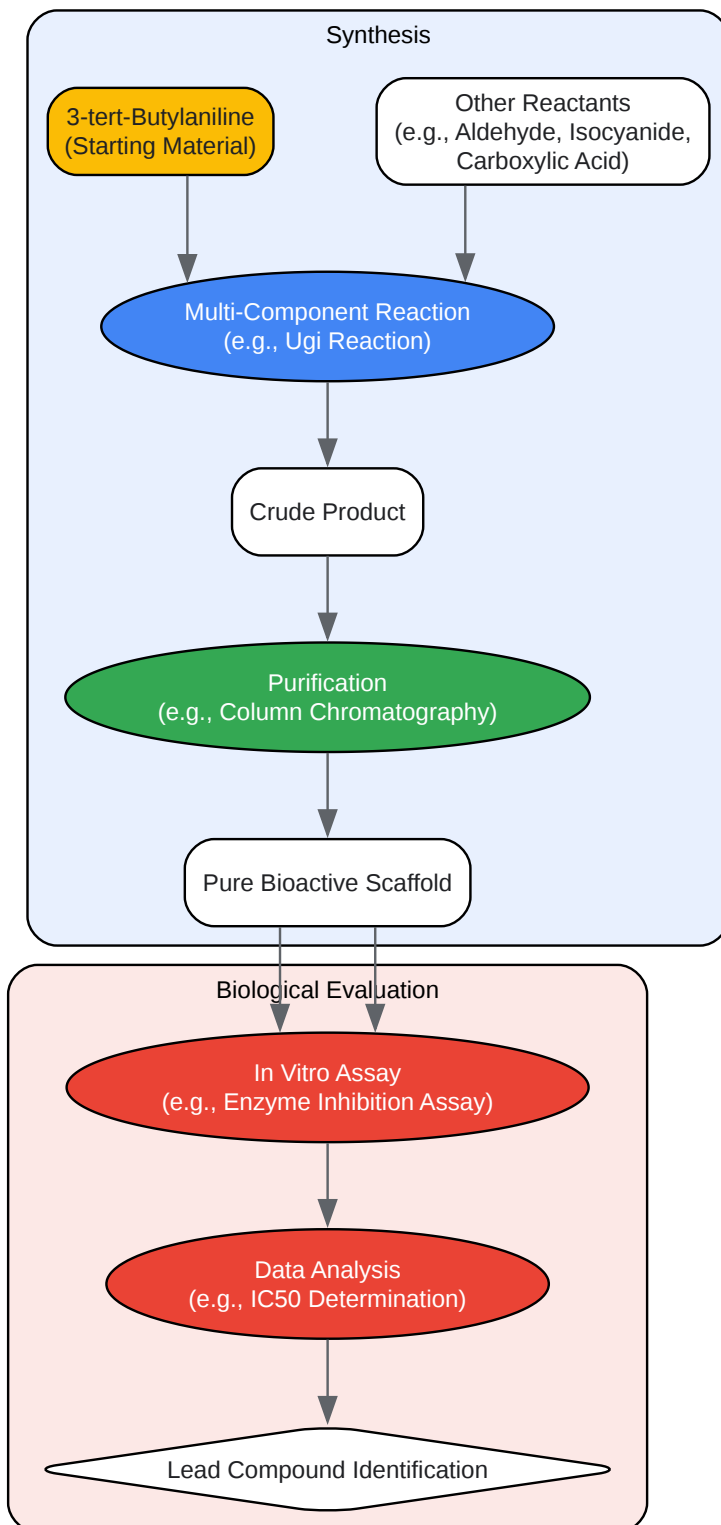 Synthesis
3-tert-Butylaniline
(Starting Material)
Other Reactants
(e.g., Aldehyde, Isocyanide,
Carboxylic Acid)
Multi-Component Reaction
(e.g., Ugi Reaction)
Crude Product
Purification
(e.g., Column Chromatography)
Pure Bioactive Scaffold
Biological Evaluation
In Vitro Assay
(e.g., Enzyme Inhibition Assay)
Data Analysis
(e.g., IC50 Determination)
Lead Compound Identification